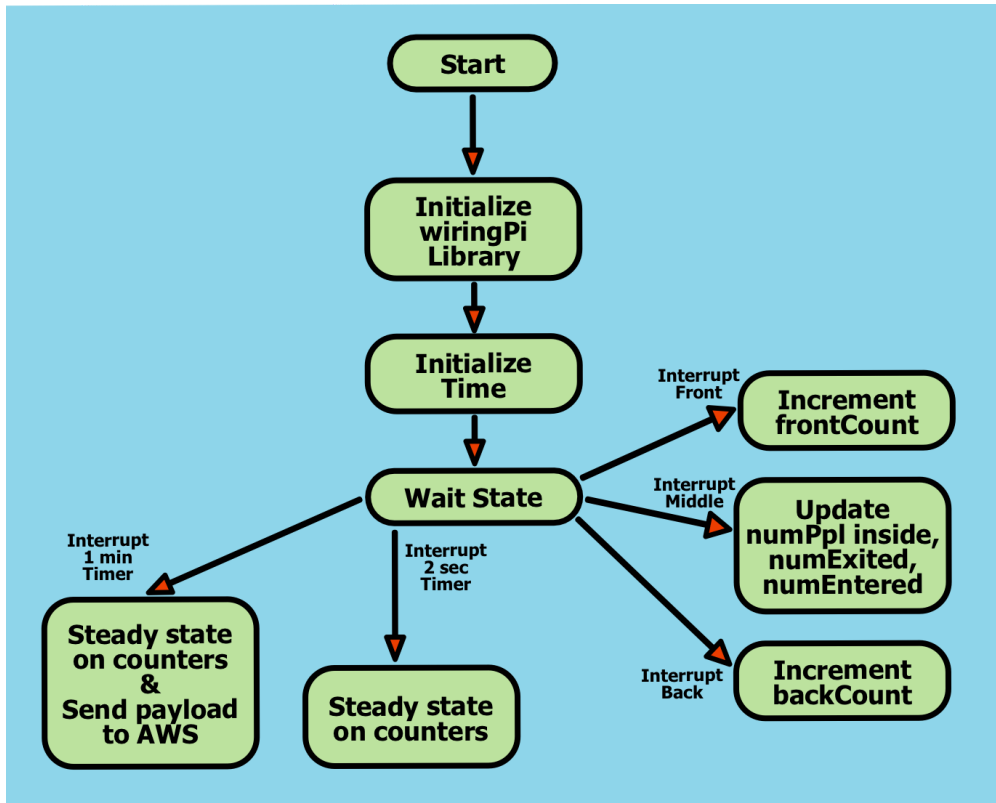 Start
Initialize
wiringPi
Library
Initialize
Time
Wait State
Interrupt
Front
Increment
frontCount
Interrupt
Middle
Update
numPpl inside,
numExited,
numEntered
Interrupt
Back
Increment
backCount
Interrupt
1 min
Timer
Steady state
on counters
&
Send payload
to AWS
Interrupt
2 sec
Timer
Steady state
on counters